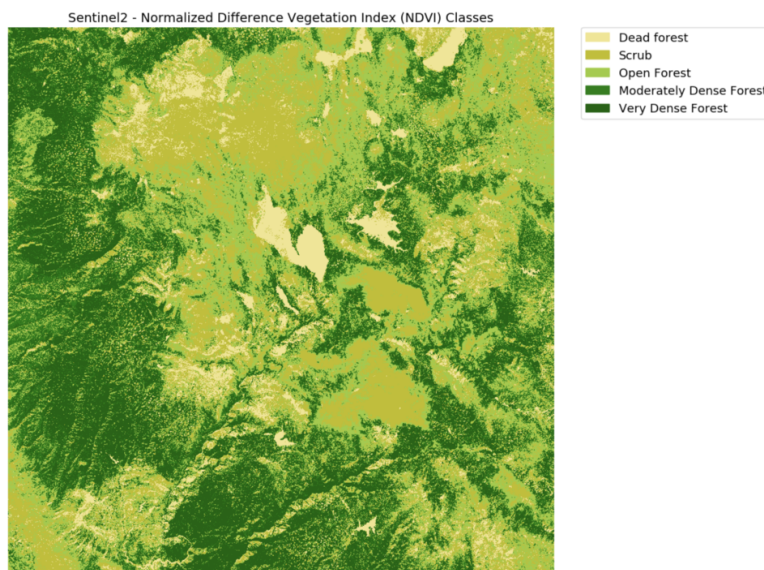 Sentinel2 - Normalized Difference Vegetation Index (NDVI) Classes
Dead forest
Scrub
Open Forest
Moderately Dense Forest
Very Dense Forest